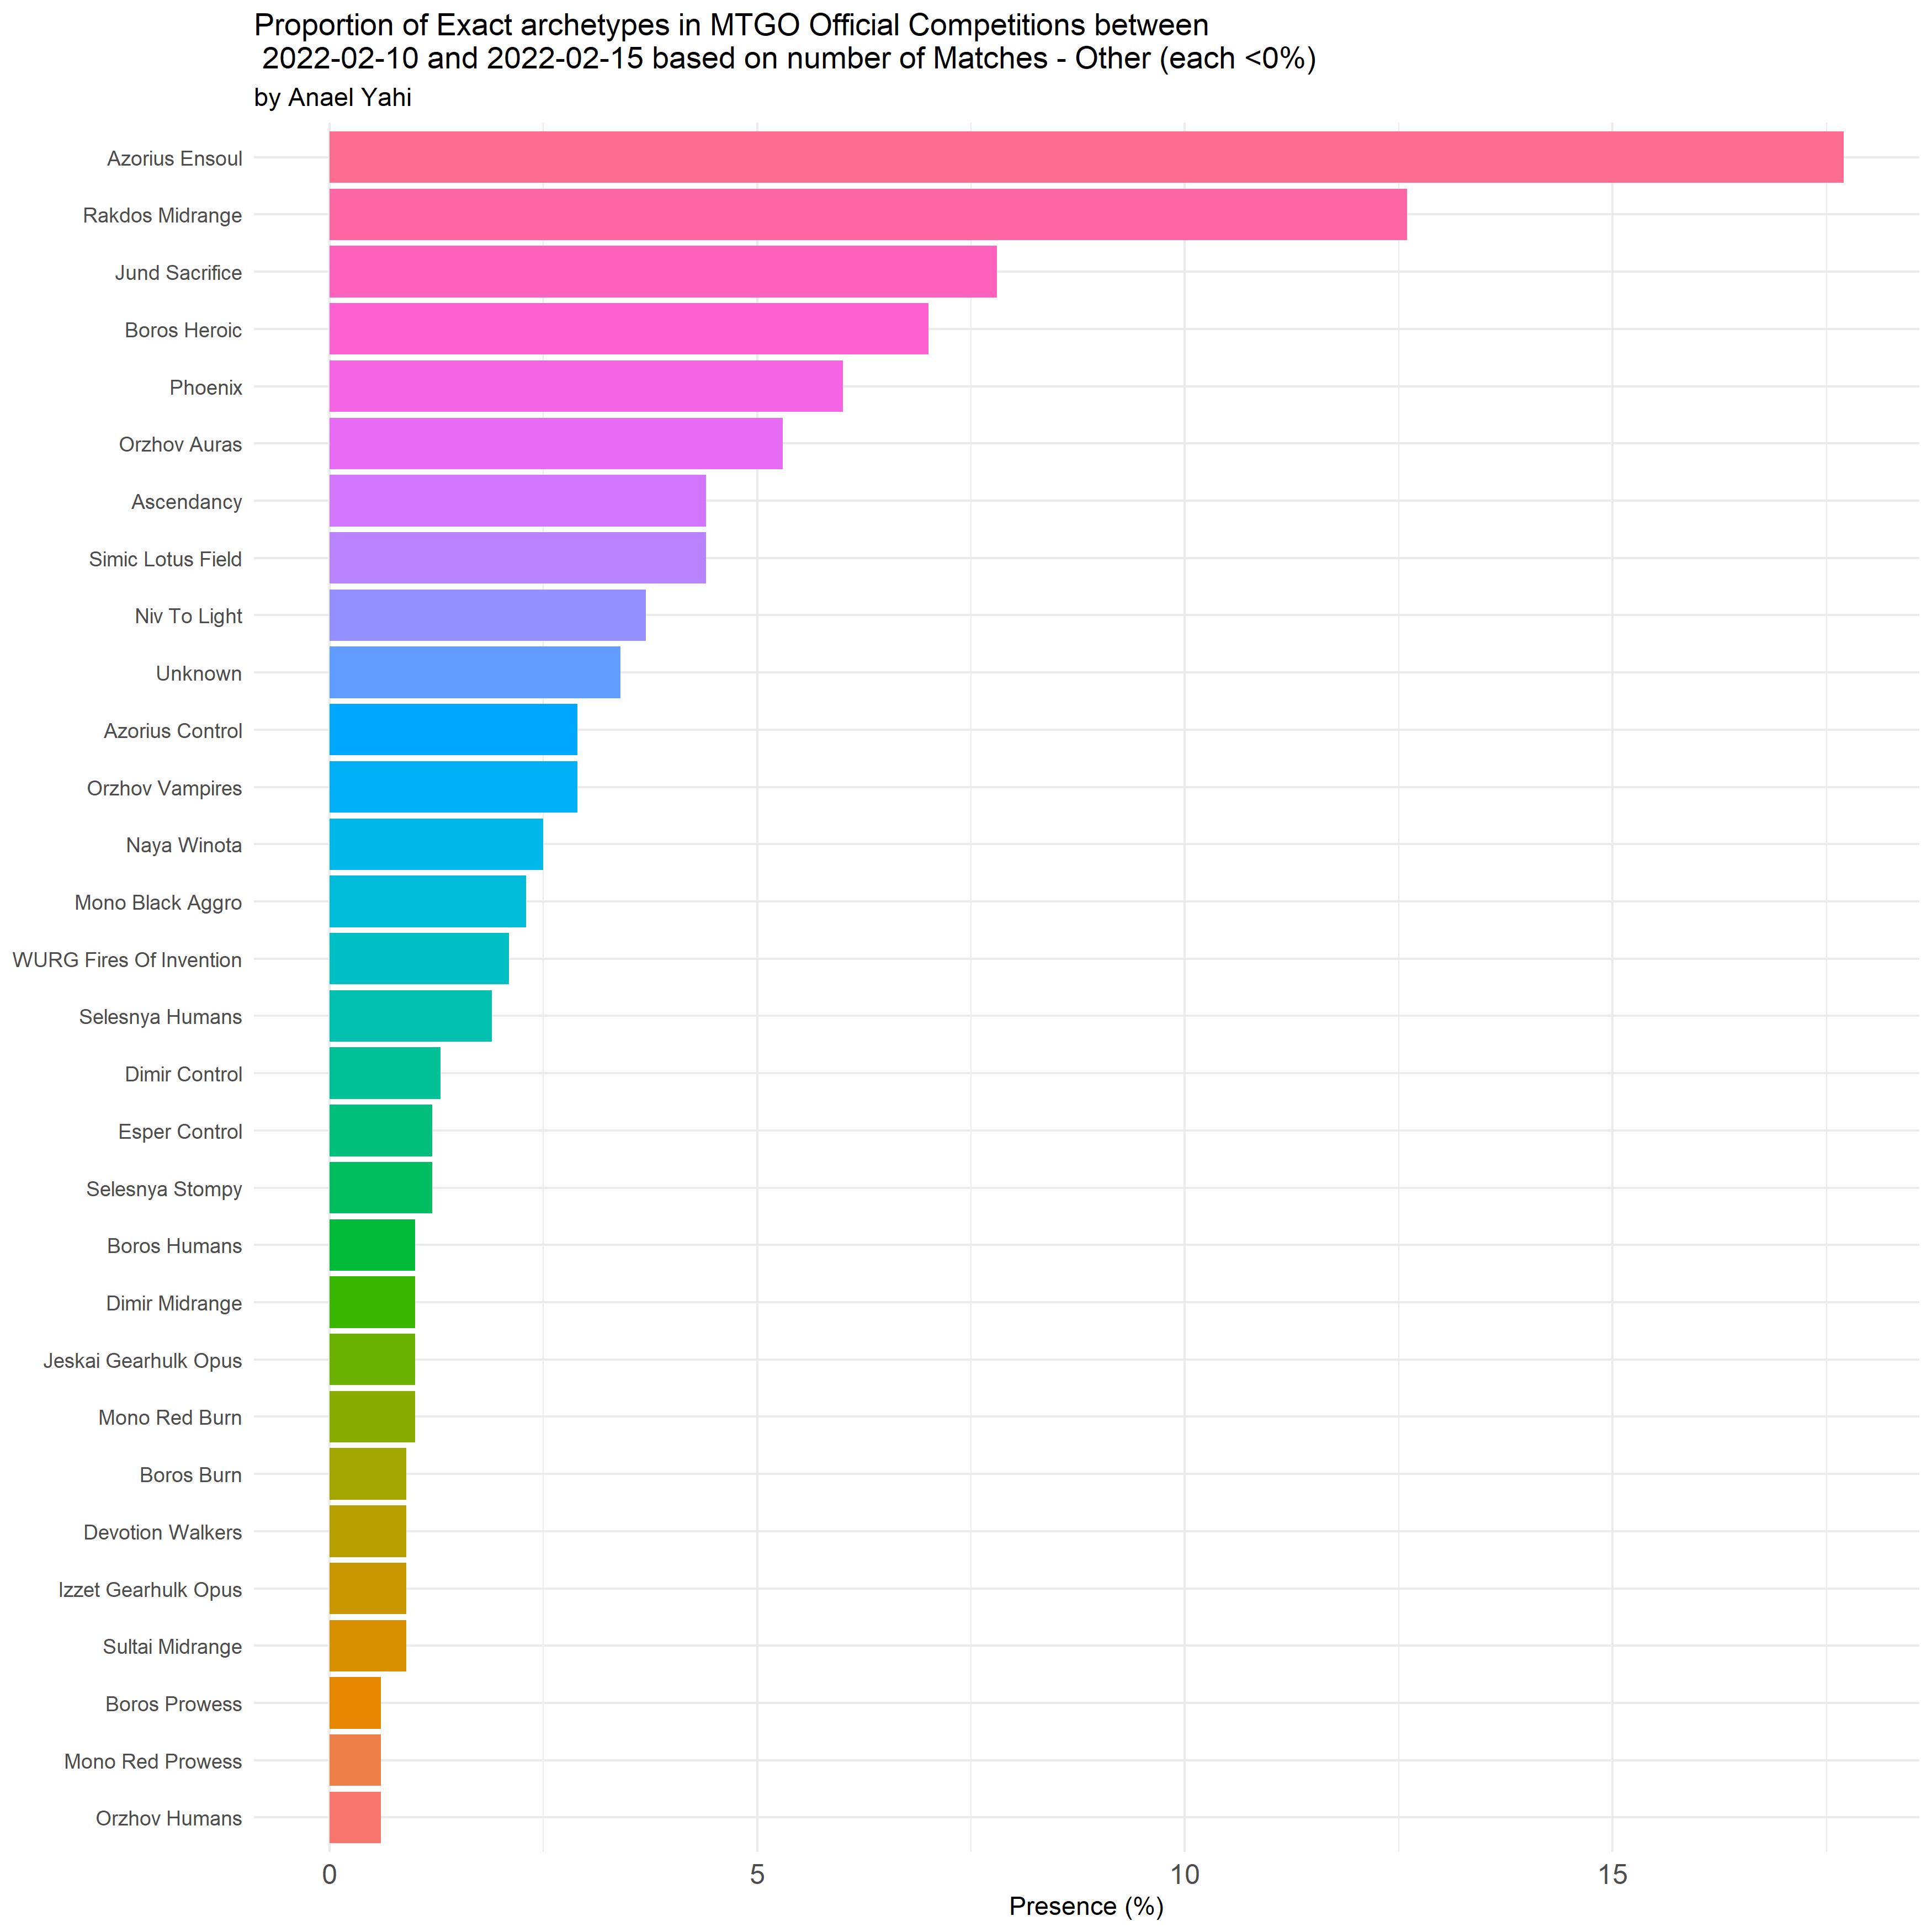 Proportion of Exact archetypes in MTGO Official Competitions between
2022-02-10 and 2022-02-15 based on number of Matches - Other (each <0%)
by Anael Yahi
Azorius Ensoul
Rakdos Midrange
Jund Sacrifice
Boros Heroic
Phoenix
Orzhov Auras
Ascendancy
Simic Lotus Field
Niv To Light
Unknown
Azorius Control
Orzhov Vampires
Naya Winota
Mono Black Aggro
WURG Fires Of Invention
Selesnya Humans
Dimir Control
Esper Control
Selesnya Stompy
Boros Humans
Dimir Midrange
Jeskai Gearhulk Opus
Mono Red Burn
Boros Burn
Devotion Walkers
Izzet Gearhulk Opus
Sultai Midrange
Boros Prowess
Mono Red Prowess
Orzhov Humans
0 5 10 15
Presence (%)